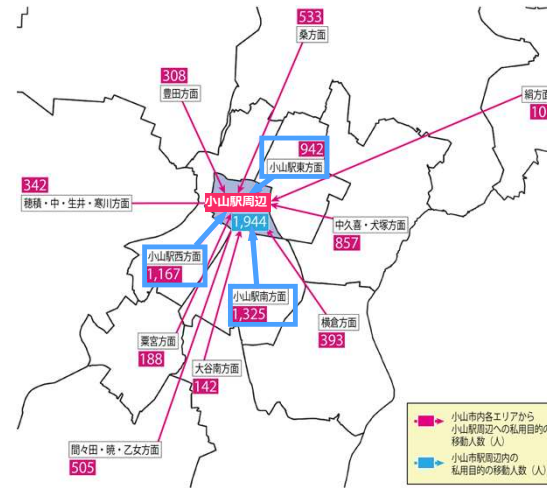 533
桑方面
308
豊田方面
絹方面
10
942
小山駅東方面
342
穂積・中・生井・寒川方面
小山駅周辺
1,944
中久喜・犬塚方面
857
小山駅西方面
1,167
小山駅南方面
1,325
横倉方面
393
粟宮方面
188
大谷南方面
142
間々田・暁・乙女方面
505
小山市内各エリアから
小山駅周辺への私用目的の
移動人数（人）
小山市駅周辺内の
私用目的の移動人数（人）